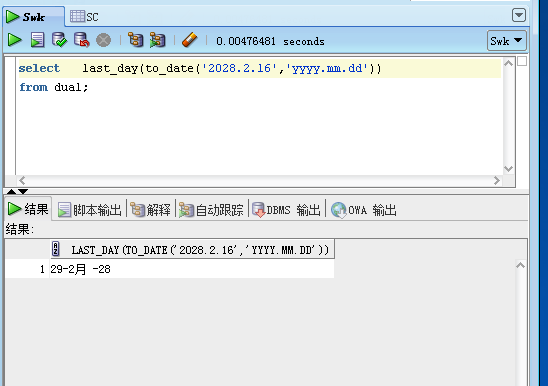 Swk
SC
0.00476481 seconds
Swk
select last_day(to_date('2028.2.16','yyyy.mm.dd'))
from dual;
结果 脚本输出 解释 自动跟踪 DBMS 输出 OWA 输出
结果:
LAST_DAY(TO_DATE('2028.2.16','YYYY.MM.DD'))
1 29-2月 -28